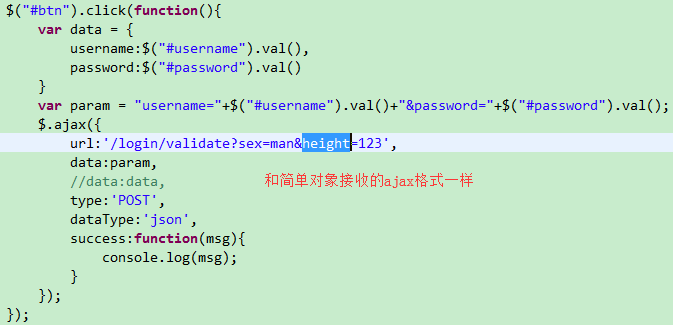 $("#btn").click(function(){
var data = {
username:$("#username").val(),
password:$("#password").val()
}
var param = "username="+$("#username").val()+"&password="+$("#password").val();
$.ajax({
url:'/login/validate?sex=man&height=123',
data:param,
//data:data, 和简单对象接收的ajax格式一样
type:'POST',
dataType:'json',
success:function(msg){
console.log(msg);
}
});
});